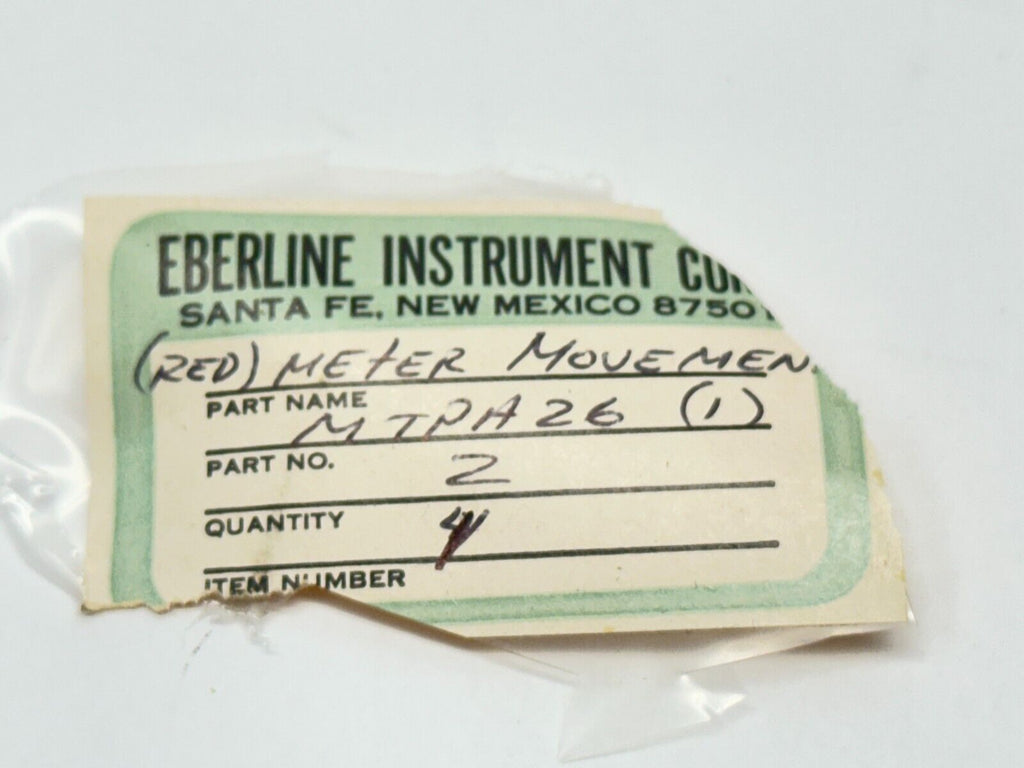 EBERLINE INSTRUMENT CO
SANTA FE, NEW MEXICO 8750
(RED) METER MOVEMEN
PART NAME
MTPA26 (1)
PART NO.
2
QUANTITY
4
ITEM NUMBER